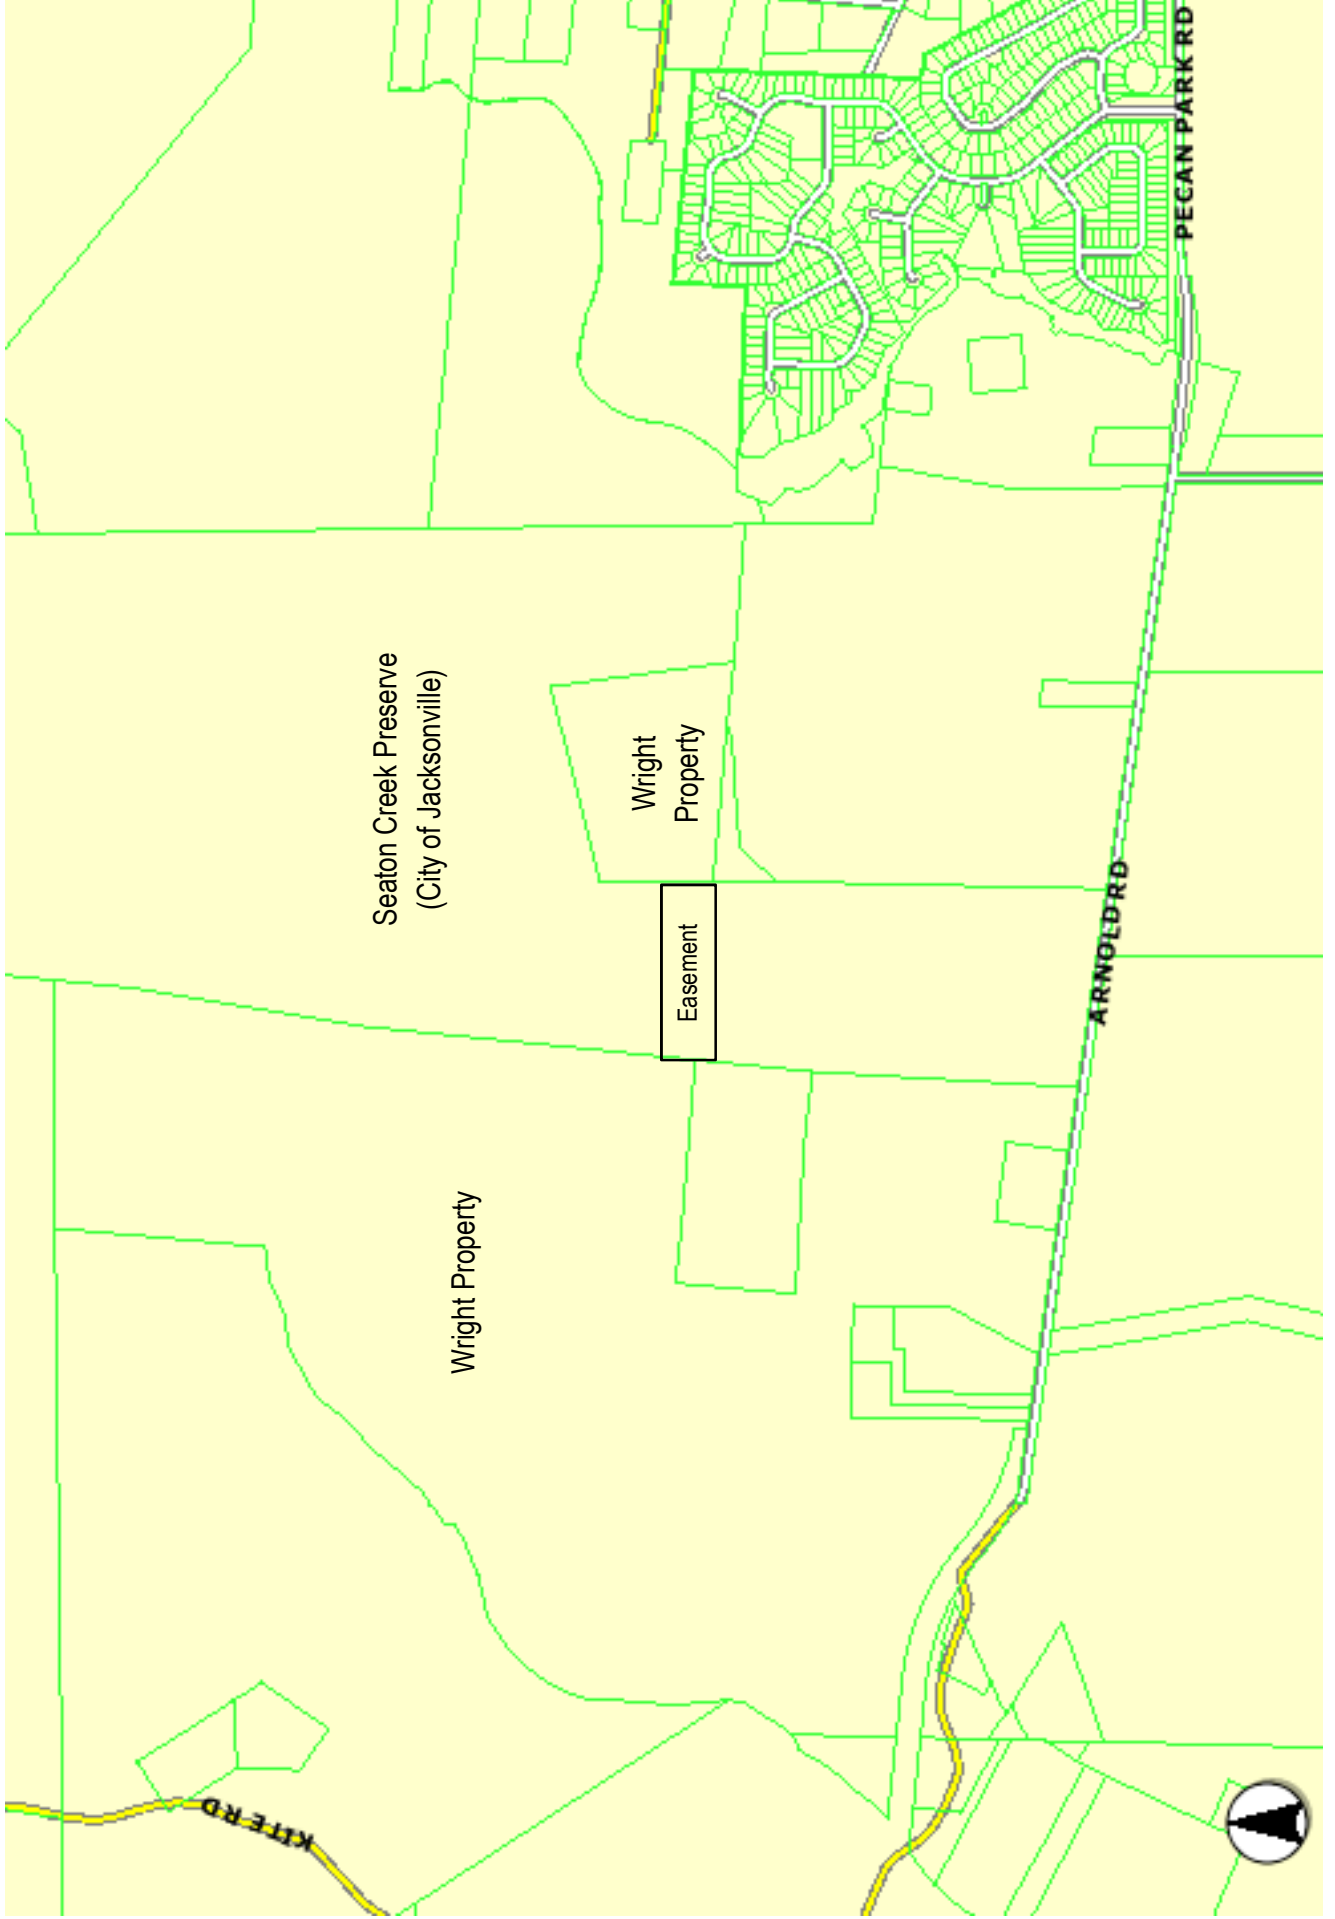 PECAN PARK RD
Seaton Creek Preserve
(City of Jacksonville)
Wright
Property
Easement
ARNOLD RD
Wright Property
KITE RD